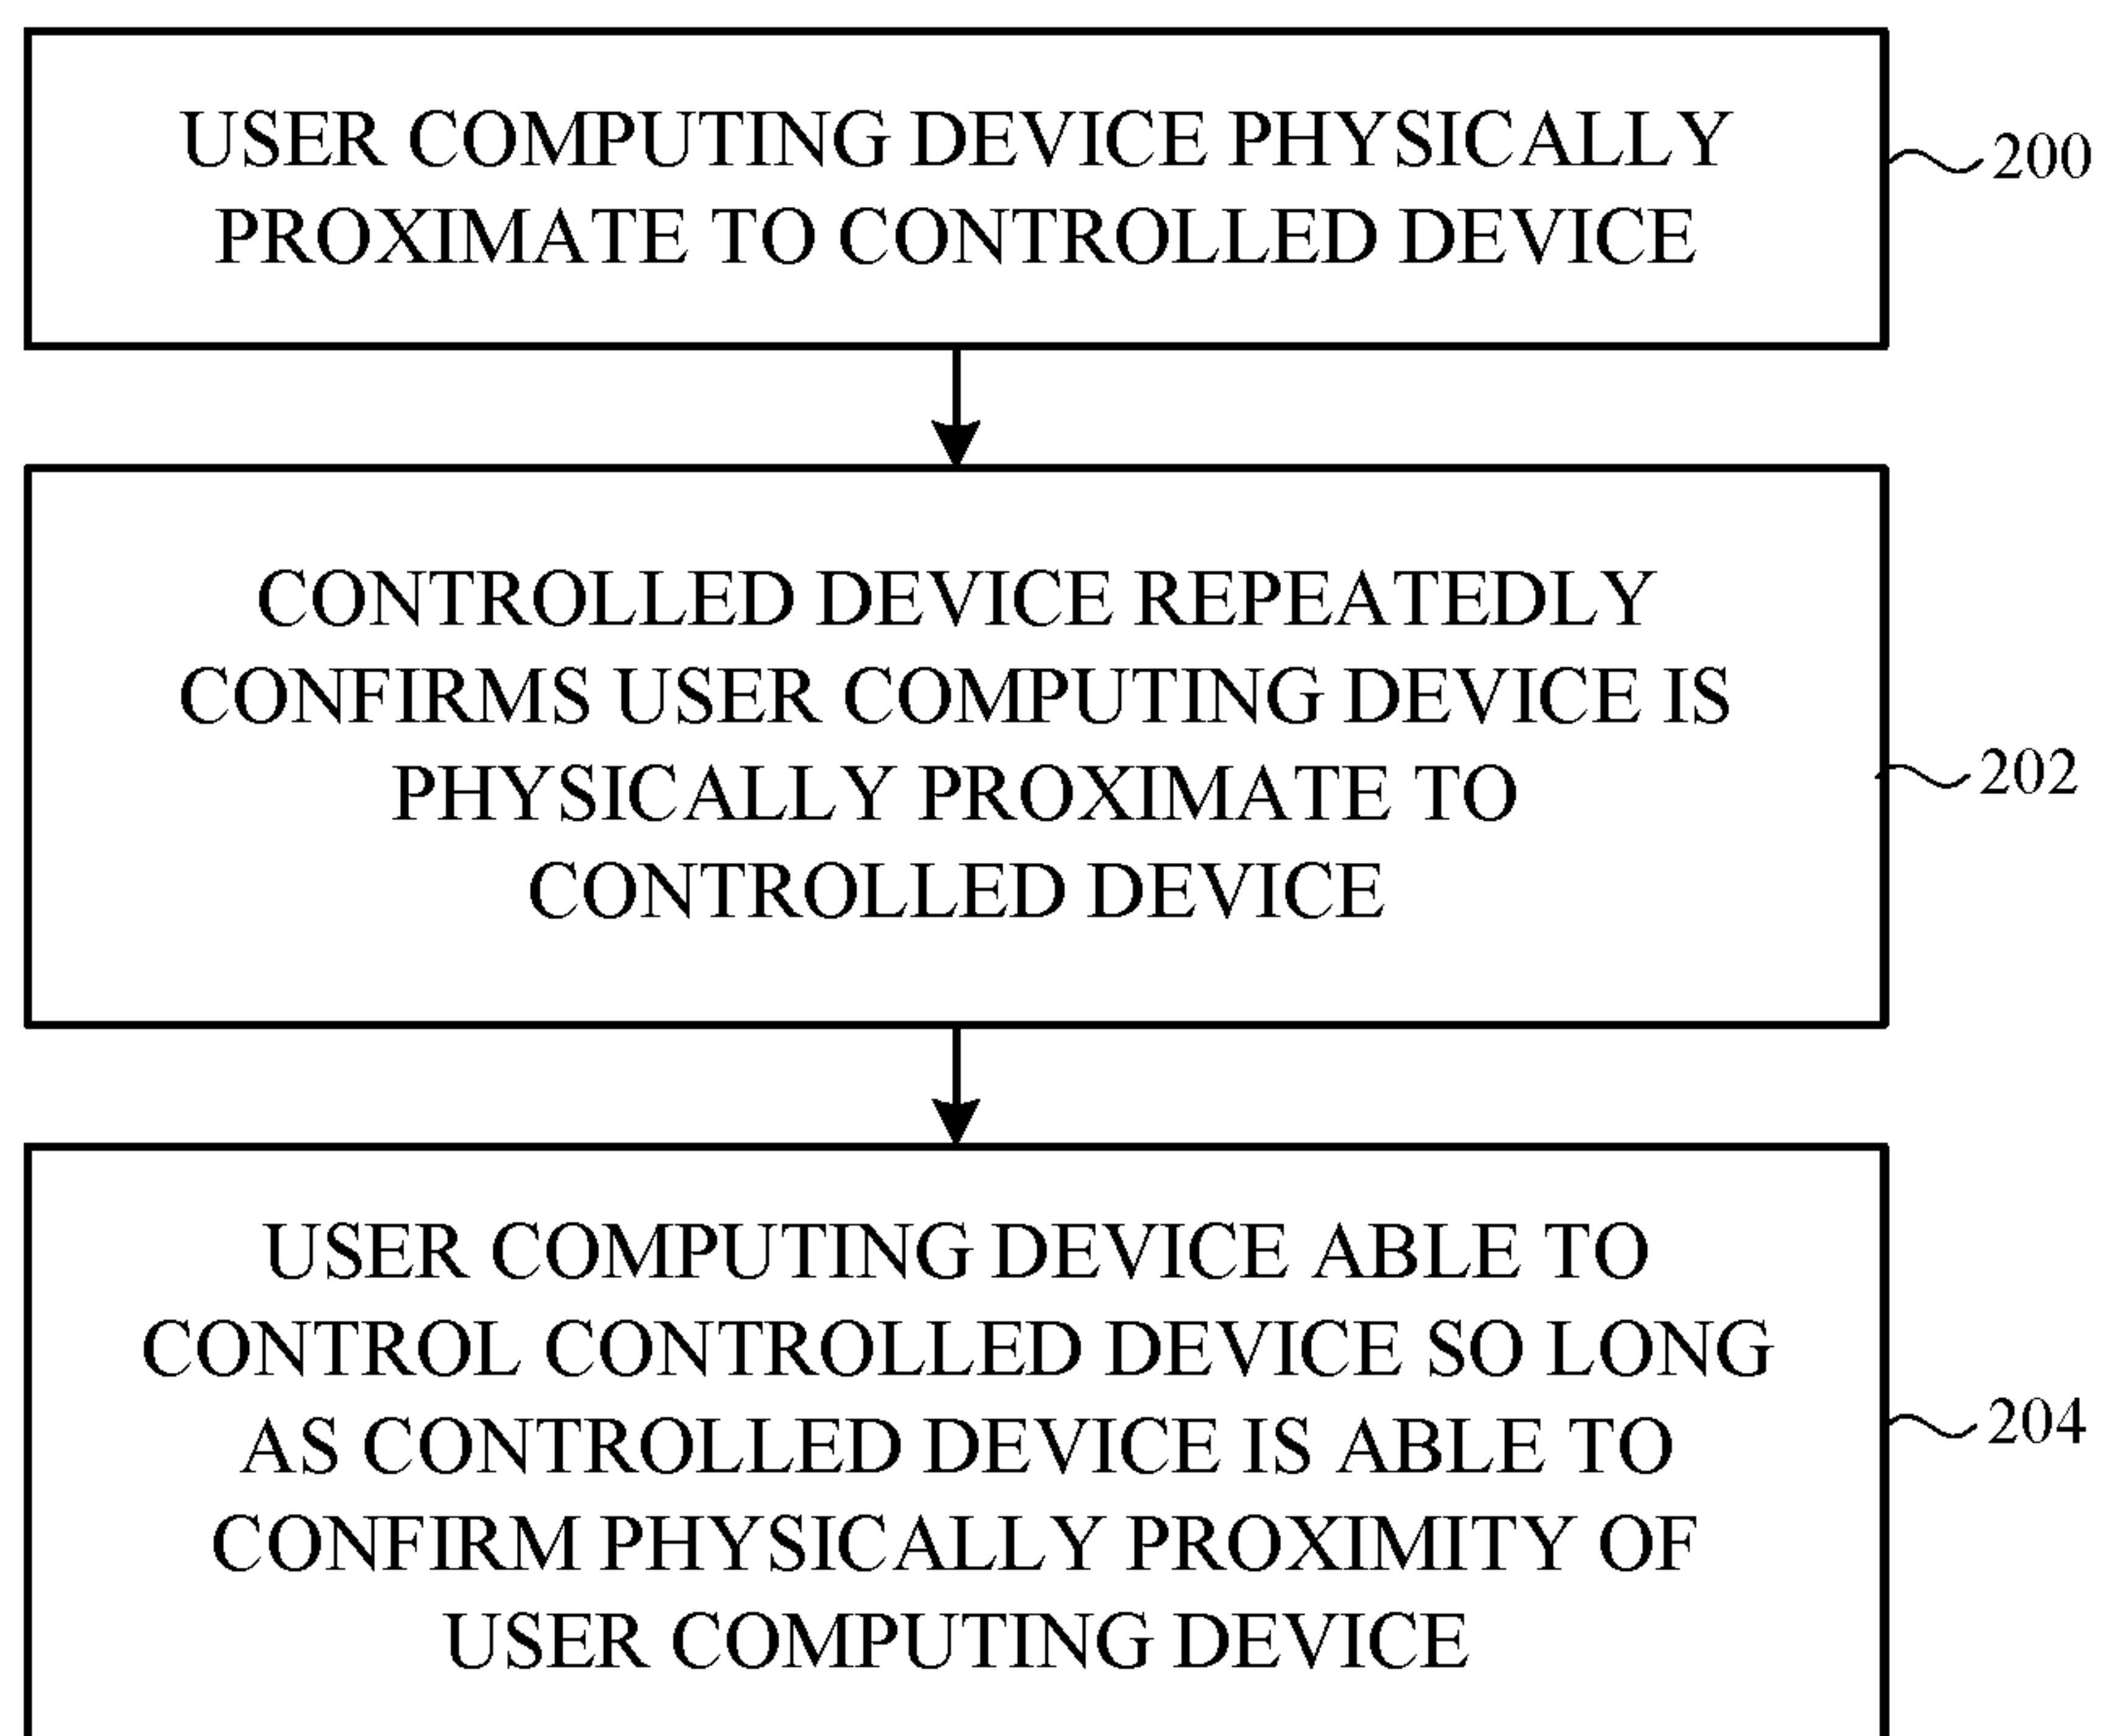 USER COMPUTING DEVICE PHYSICALLY
PROXIMATE TO CONTROLLED DEVICE
200
CONTROLLED DEVICE REPEATEDLY
CONFIRMS USER COMPUTING DEVICE IS
PHYSICALLY PROXIMATE TO
CONTROLLED DEVICE
202
USER COMPUTING DEVICE ABLE TO
CONTROL CONTROLLED DEVICE SO LONG
AS CONTROLLED DEVICE IS ABLE TO
CONFIRM PHYSICALLY PROXIMITY OF
USER COMPUTING DEVICE
204